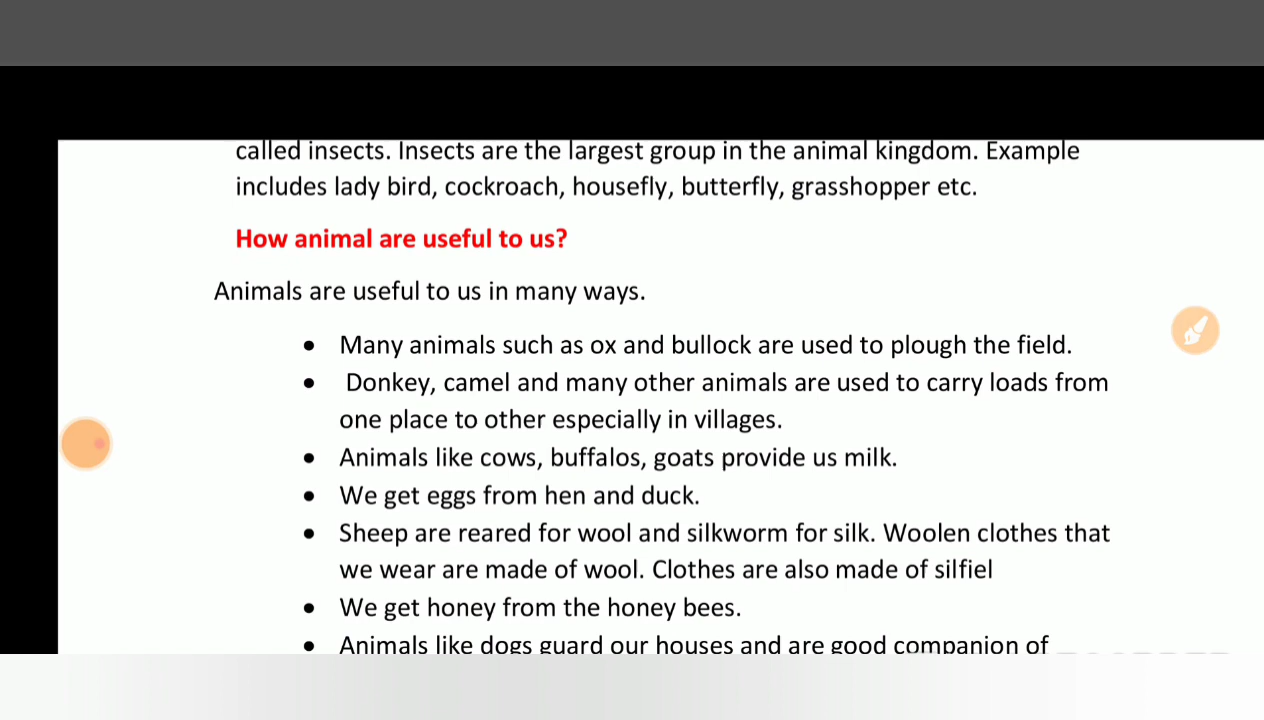 called insects. Insects are the largest group in the animal kingdom. Example
includes lady bird, cockroach, housefly, butterfly, grasshopper etc.
How animal are useful to us?
Animals are useful to us in many ways.
• Many animals such as ox and bullock are used to plough the field.
• Donkey, camel and many other animals are used to carry loads from
one place to other especially in villages.
• Animals like cows, buffalos, goats provide us milk.
• We get eggs from hen and duck.
• Sheep are reared for wool and silkworm for silk. Woolen clothes that
we wear are made of wool. Clothes are also made of silfiel
• We get honey from the honey bees.
• Animals like dogs guard our houses and are good companion of